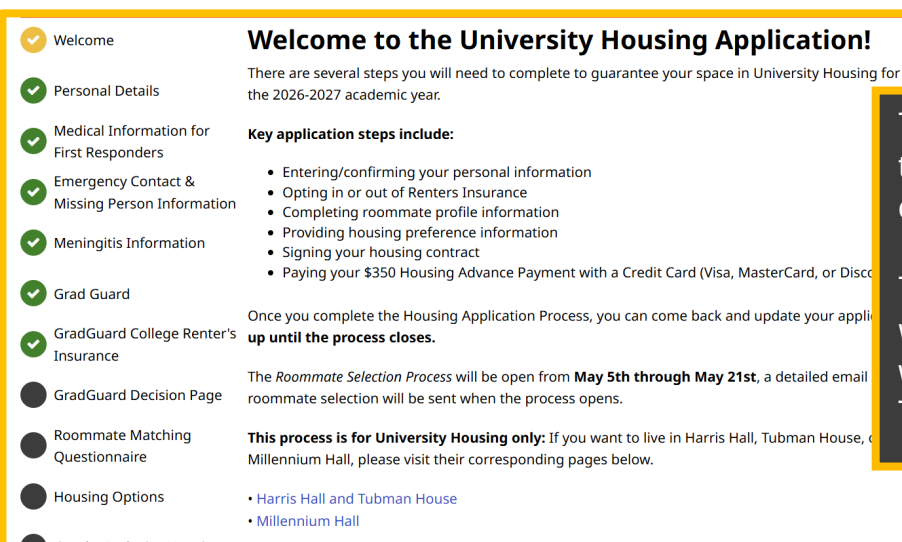 Welcome
Personal Details
Medical Information for
First Responders
Emergency Contact &
Missing Person Information
Meningitis Information
Grad Guard
GradGuard College Renter's
Insurance
GradGuard Decision Page
Roommate Matching
Questionnaire
Housing Options
Welcome to the University Housing Application!
There are several steps you will need to complete to guarantee your space in University Housing for
the 2026-2027 academic year.
Key application steps include:
• Entering/confirming your personal information
• Opting in or out of Renters Insurance
• Completing roommate profile information
• Providing housing preference information
• Signing your housing contract
• Paying your $350 Housing Advance Payment with a Credit Card (Visa, MasterCard, or
Once you complete the Housing Application Process, you can come back and update your
up until the process closes.
The Roommate Selection Process will be open from May 5th through May 21st, a detailed email
roommate selection will be sent when the process opens.
This process is for University Housing only: If you want to live in Harris Hall, Tubman House,
Millennium Hall, please visit their corresponding pages below.
• Harris Hall and Tubman House
• Millennium Hall